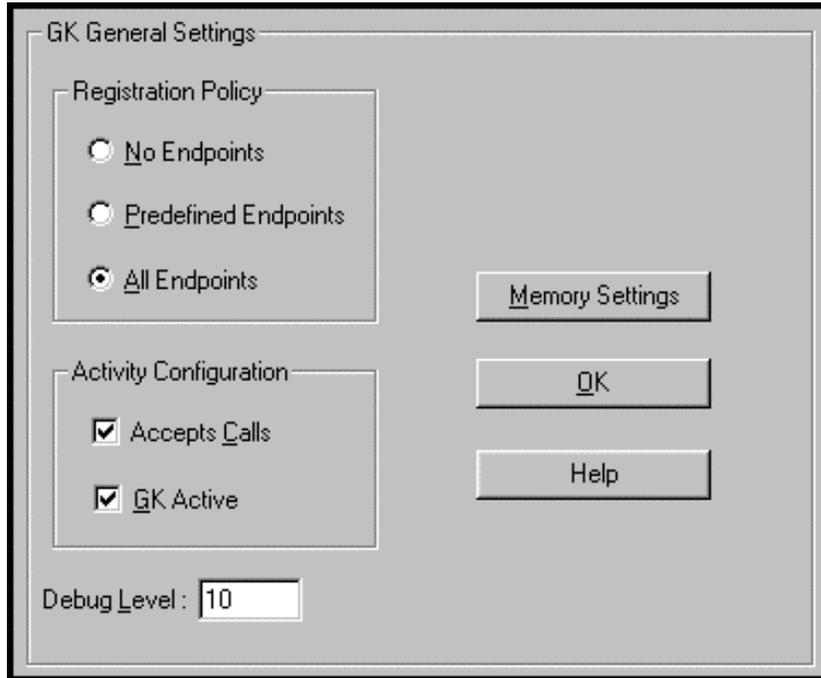 GK General Settings
Registration Policy
No Endpoints
Predefined Endpoints
All Endpoints
Memory Settings
Activity Configuration
OK
Accepts Calls
Help
GK Active
Debug Level : 10